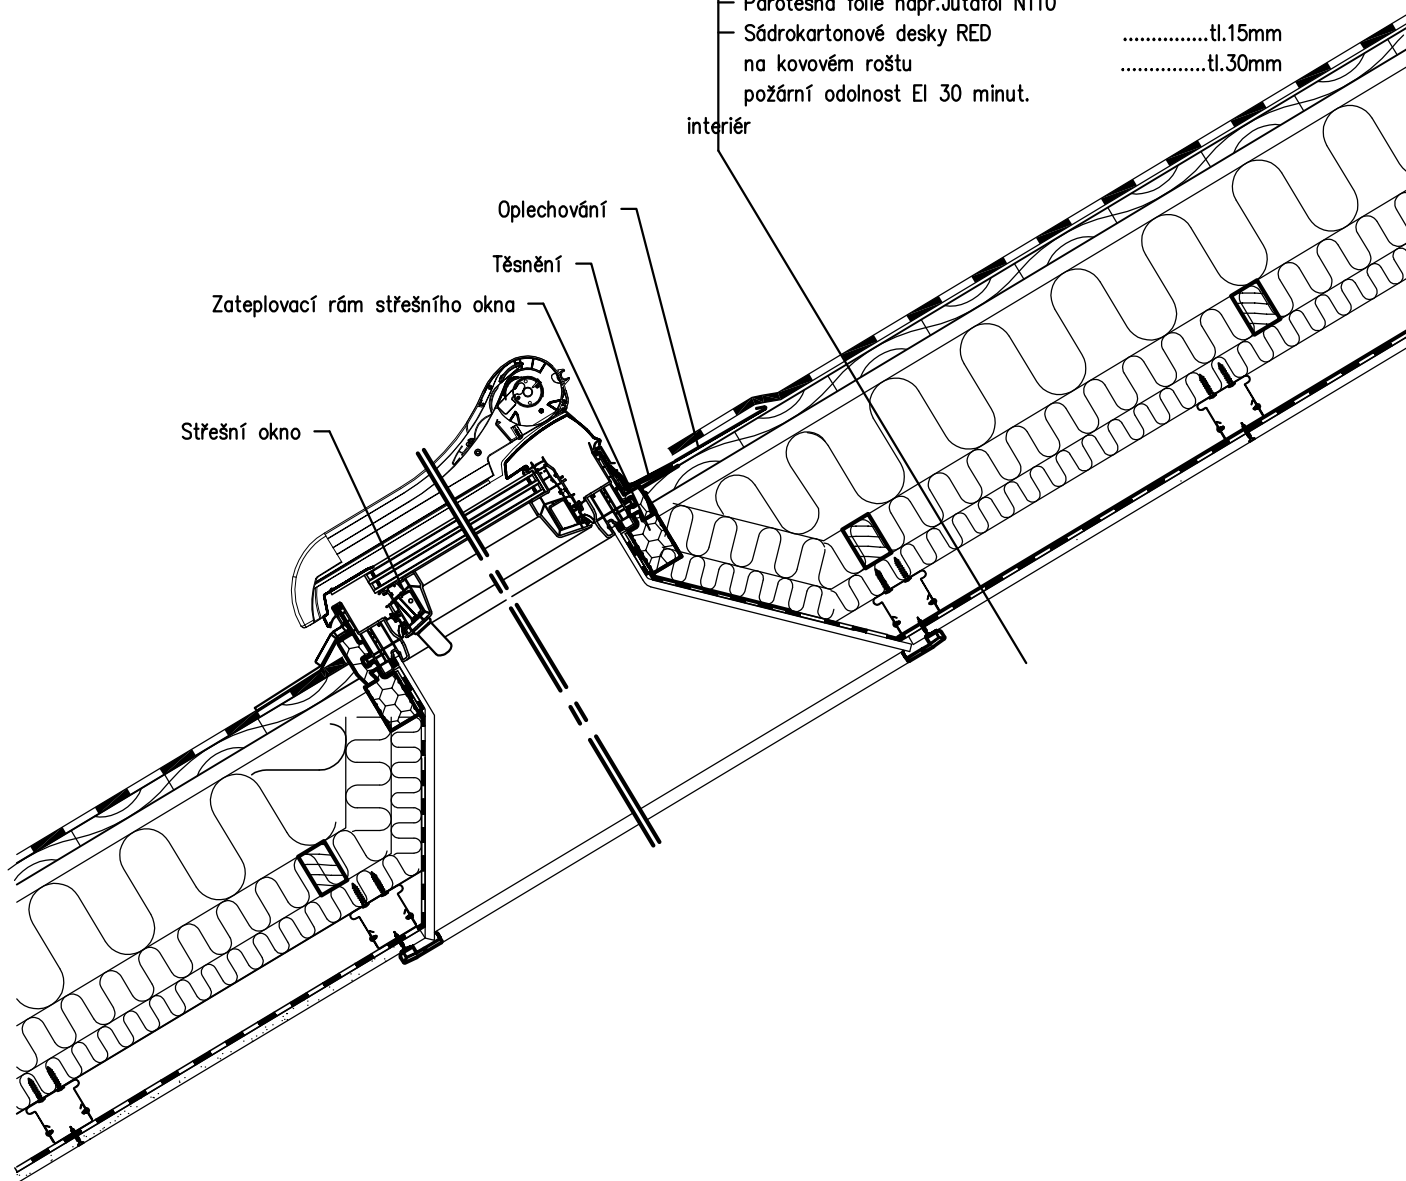 Parotěsná fólie např.Jutafol N110
Sádrokartonové desky RED ...............tl.15mm
na kovovém roštu ...............tl.30mm
požární odolnost EI 30 minut.
interiér
Oplechování
Těsnění
Zateplovací rám střešního okna
Střešní okno